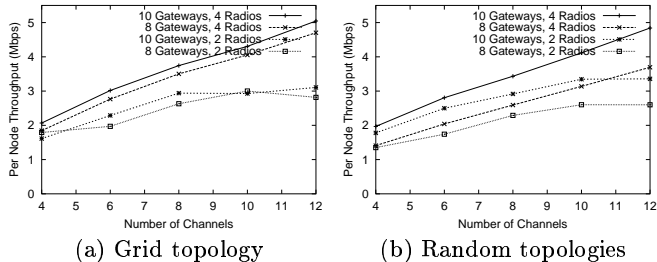 10 Gateways, 4 Radios
8 Gateways, 4 Radios
10 Gateways, 2 Radios
8 Gateways, 2 Radios
Per Node Throughput (Mbps)
5
4
3
2
1
0
4 5 6 7 8 9 10 11 12
Number of Channels
(a) Grid topology
10 Gateways, 4 Radios
8 Gateways, 4 Radios
10 Gateways, 2 Radios
8 Gateways, 2 Radios
Per Node Throughput (Mbps)
5
4
3
2
1
0
4 5 6 7 8 9 10 11 12
Number of Channels
(b) Random topologies